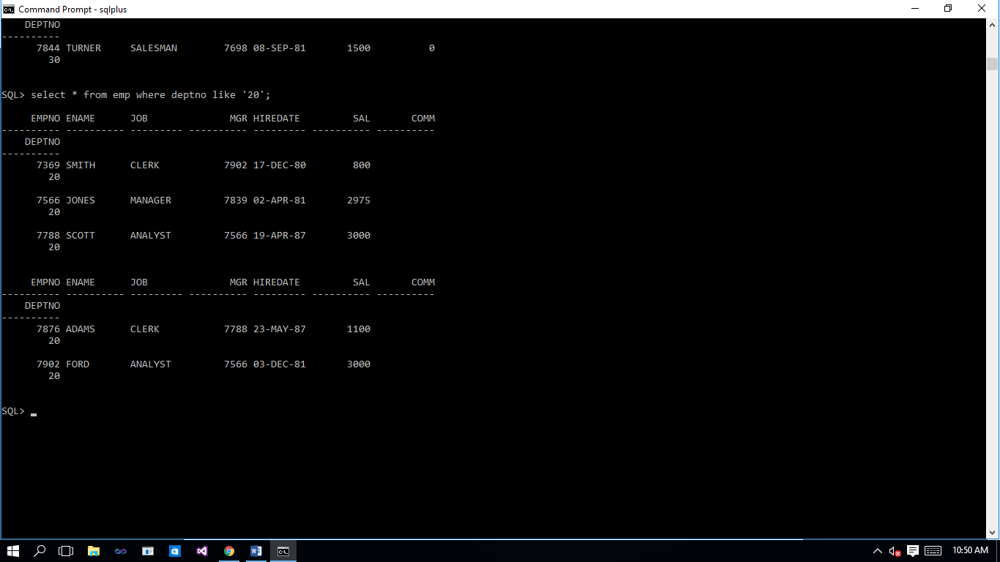 Command Prompt - sqlplus
    DEPTNO
----------
      7844 TURNER     SALESMAN        7698 08-SEP-81       1500          0
        30

SQL> select * from emp where deptno like '20';

     EMPNO ENAME      JOB              MGR HIREDATE         SAL       COMM
---------- ---------- --------- ---------- --------- ---------- ----------
    DEPTNO
----------
      7369 SMITH      CLERK           7902 17-DEC-80        800
        20

      7566 JONES      MANAGER         7839 02-APR-81       2975
        20

      7788 SCOTT      ANALYST         7566 19-APR-87       3000
        20

     EMPNO ENAME      JOB              MGR HIREDATE         SAL       COMM
---------- ---------- --------- ---------- --------- ---------- ----------
    DEPTNO
----------
      7876 ADAMS      CLERK           7788 23-MAY-87       1100
        20

      7902 FORD       ANALYST         7566 03-DEC-81       3000
        20

SQL>
10:50 AM